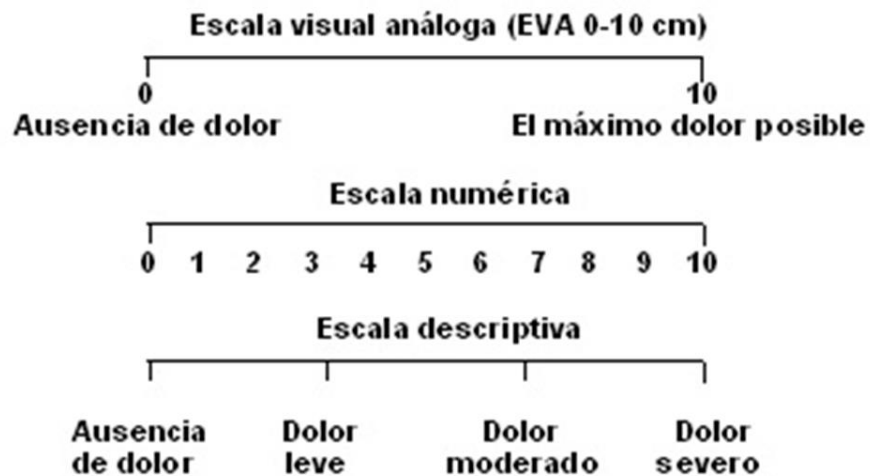 Escala visual análoga (EVA 0-10 cm)
0 10
Ausencia de dolor El máximo dolor posible
Escala numérica
0 1 2 3 4 5 6 7 8 9 10
Escala descriptiva
Ausencia Dolor Dolor Dolor
de dolor leve moderado severo